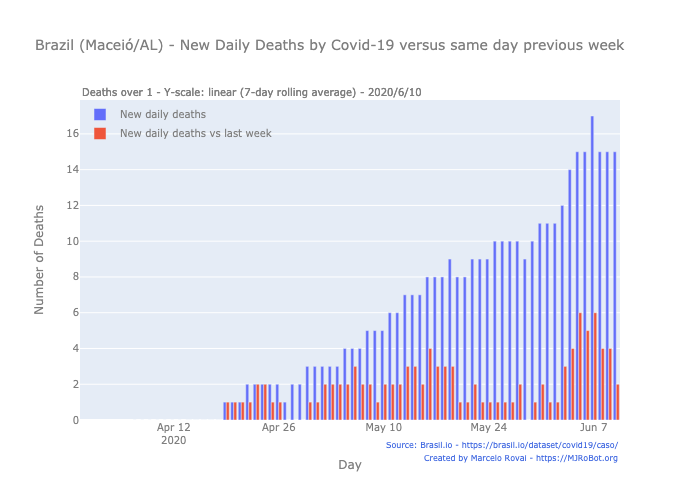 Brazil (Maceió/AL) - New Daily Deaths by Covid-19 versus same day previous week
Deaths over 1 - Y-scale: linear (7-day rolling average) - 2020/6/10
New daily deaths
New daily deaths vs last week
16
14
12
10
8
6
4
2
0
Number of Deaths
Apr 12
2020
Apr 26
May 10
May 24
Jun 7
Day
Source: Brasil.io - https://brasil.io/dataset/covid19/caso/
Created by Marcelo Rovai - https://MJRoBot.org